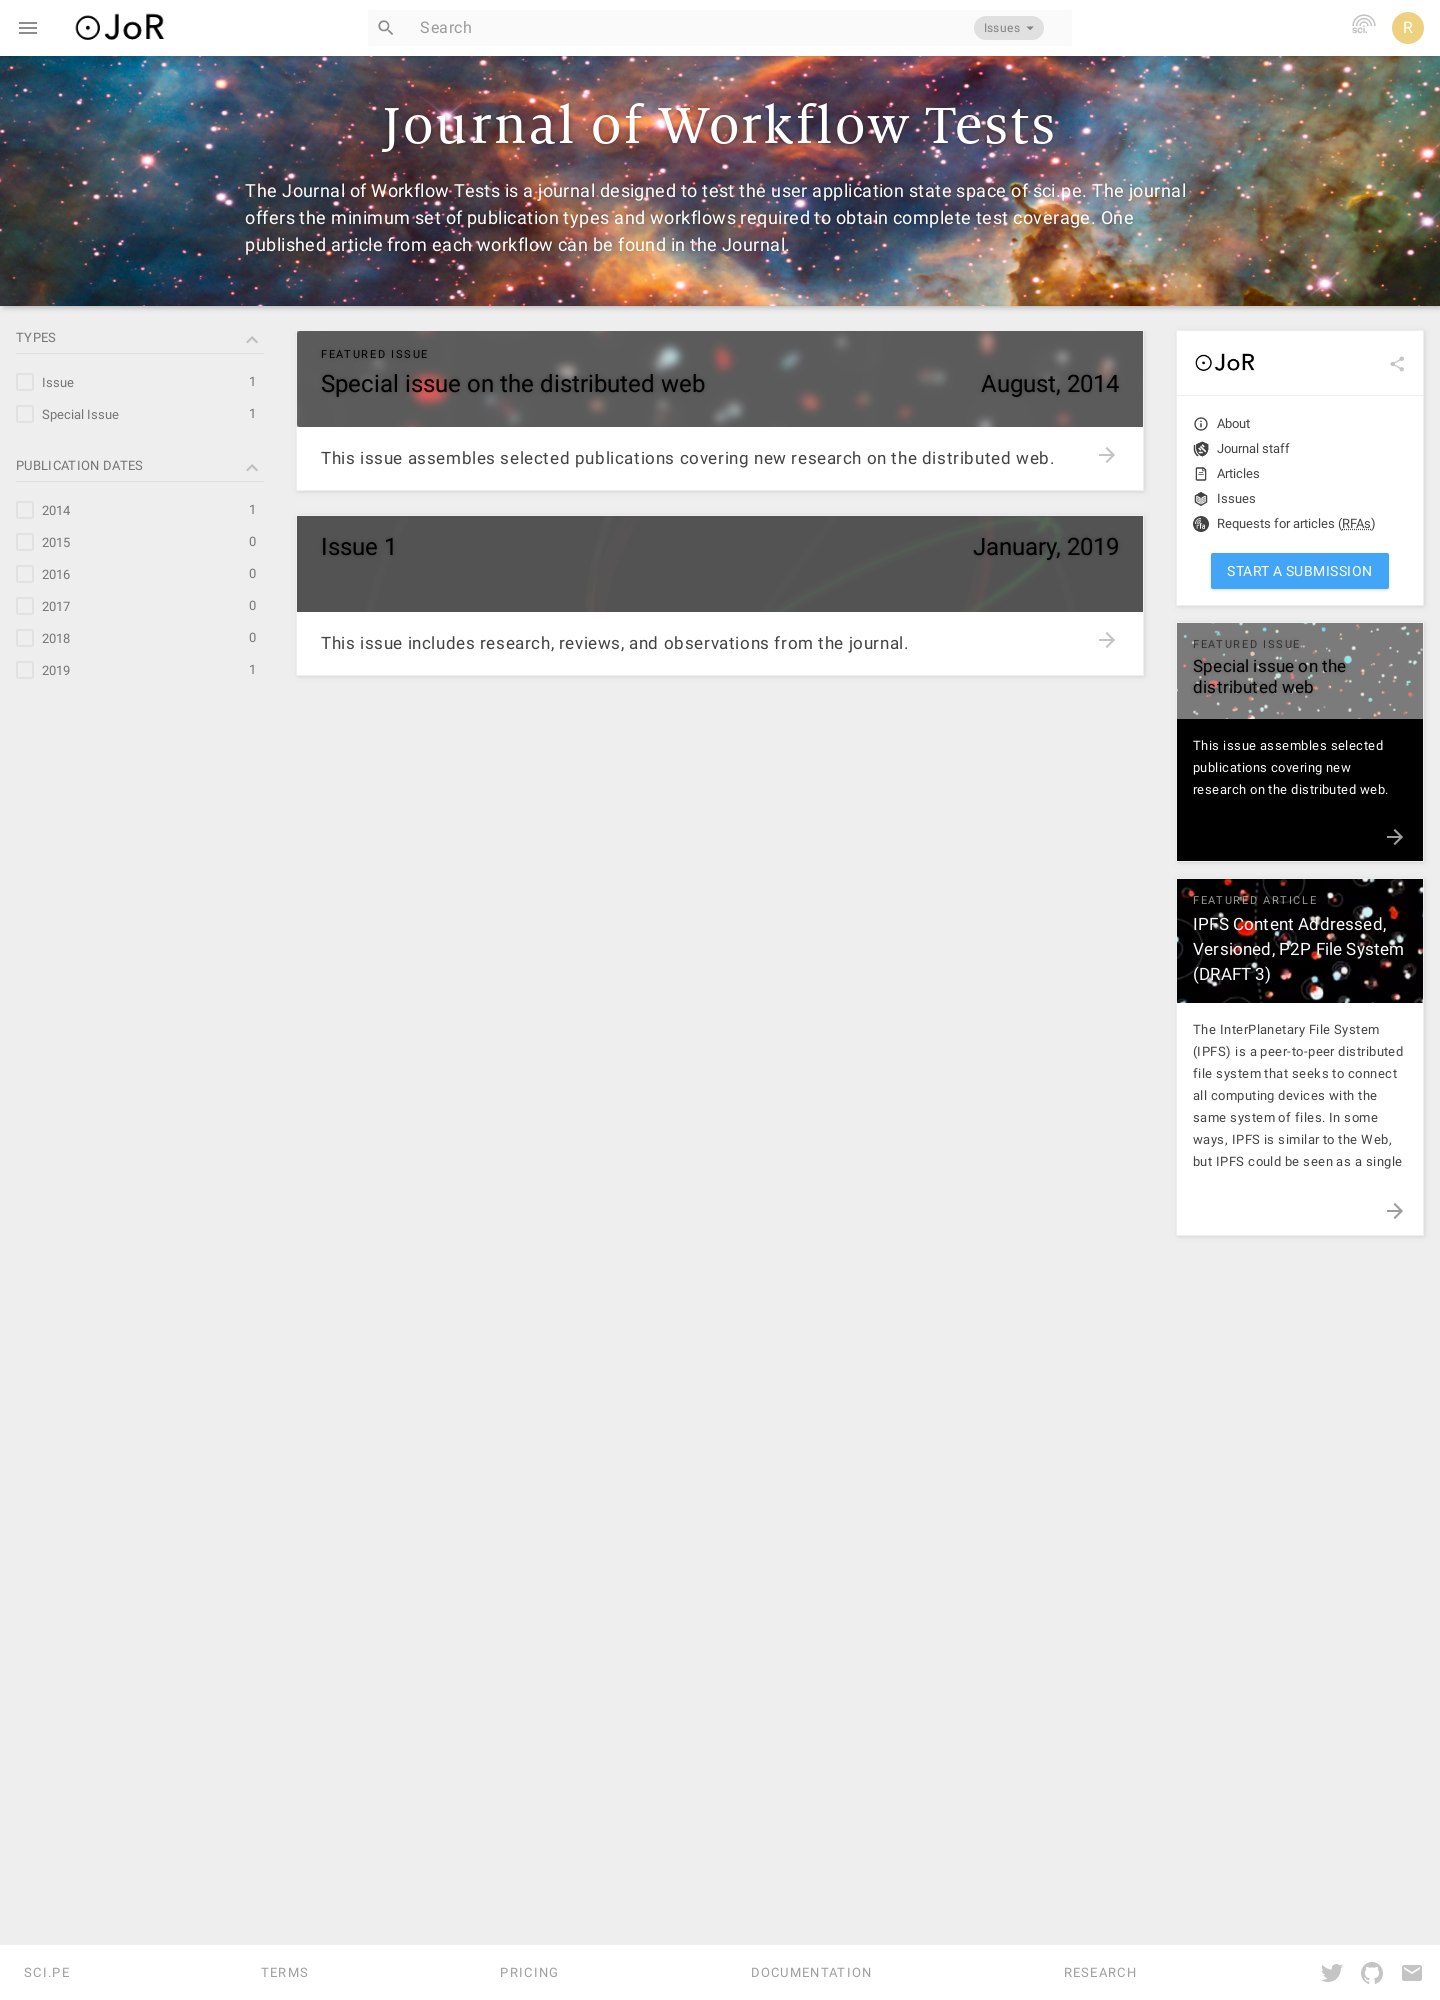 JoR
Search
Issues
sci.
R
Journal of Workflow Tests
The Journal of Workflow Tests is a journal designed to test the user application state space of sci.pe. The journal
offers the minimum set of publication types and workflows required to obtain complete test coverage. One
published article from each workflow can be found in the Journal.
TYPES
Issue 1
Special Issue 1
PUBLICATION DATES
2014 1
2015 0
2016 0
2017 0
2018 0
2019 1
FEATURED ISSUE
Special issue on the distributed web August, 2014
This issue assembles selected publications covering new research on the distributed web.
Issue 1 January, 2019
This issue includes research, reviews, and observations from the journal.
JoR
About
Journal staff
Articles
Issues
Requests for articles (RFAs)
START A SUBMISSION
FEATURED ISSUE
Special issue on the
distributed web
This issue assembles selected
publications covering new
research on the distributed web.
FEATURED ARTICLE
IPFS Content Addressed,
Versioned, P2P File System
(DRAFT 3)
The InterPlanetary File System
(IPFS) is a peer-to-peer distributed
file system that seeks to connect
all computing devices with the
same system of files. In some
ways, IPFS is similar to the Web,
but IPFS could be seen as a single
SCI.PE TERMS PRICING DOCUMENTATION RESEARCH